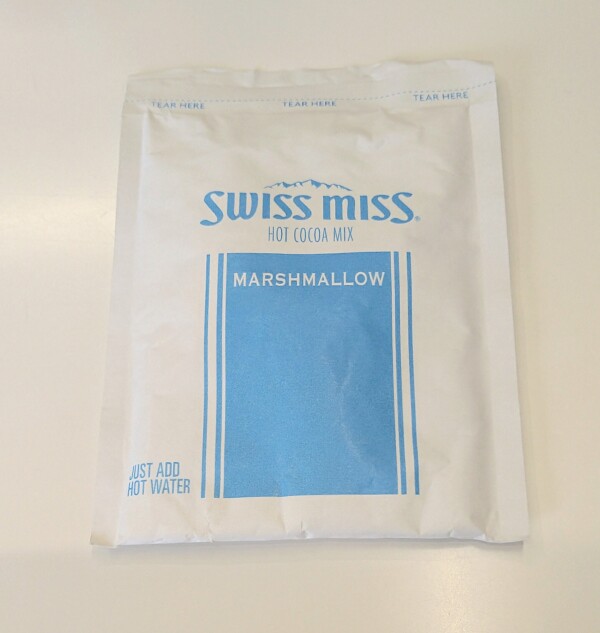 TEAR HERE TEAR HERE TEAR HERE
SWISS MISS®
HOT COCOA MIX
MARSHMALLOW
JUST ADD
HOT WATER